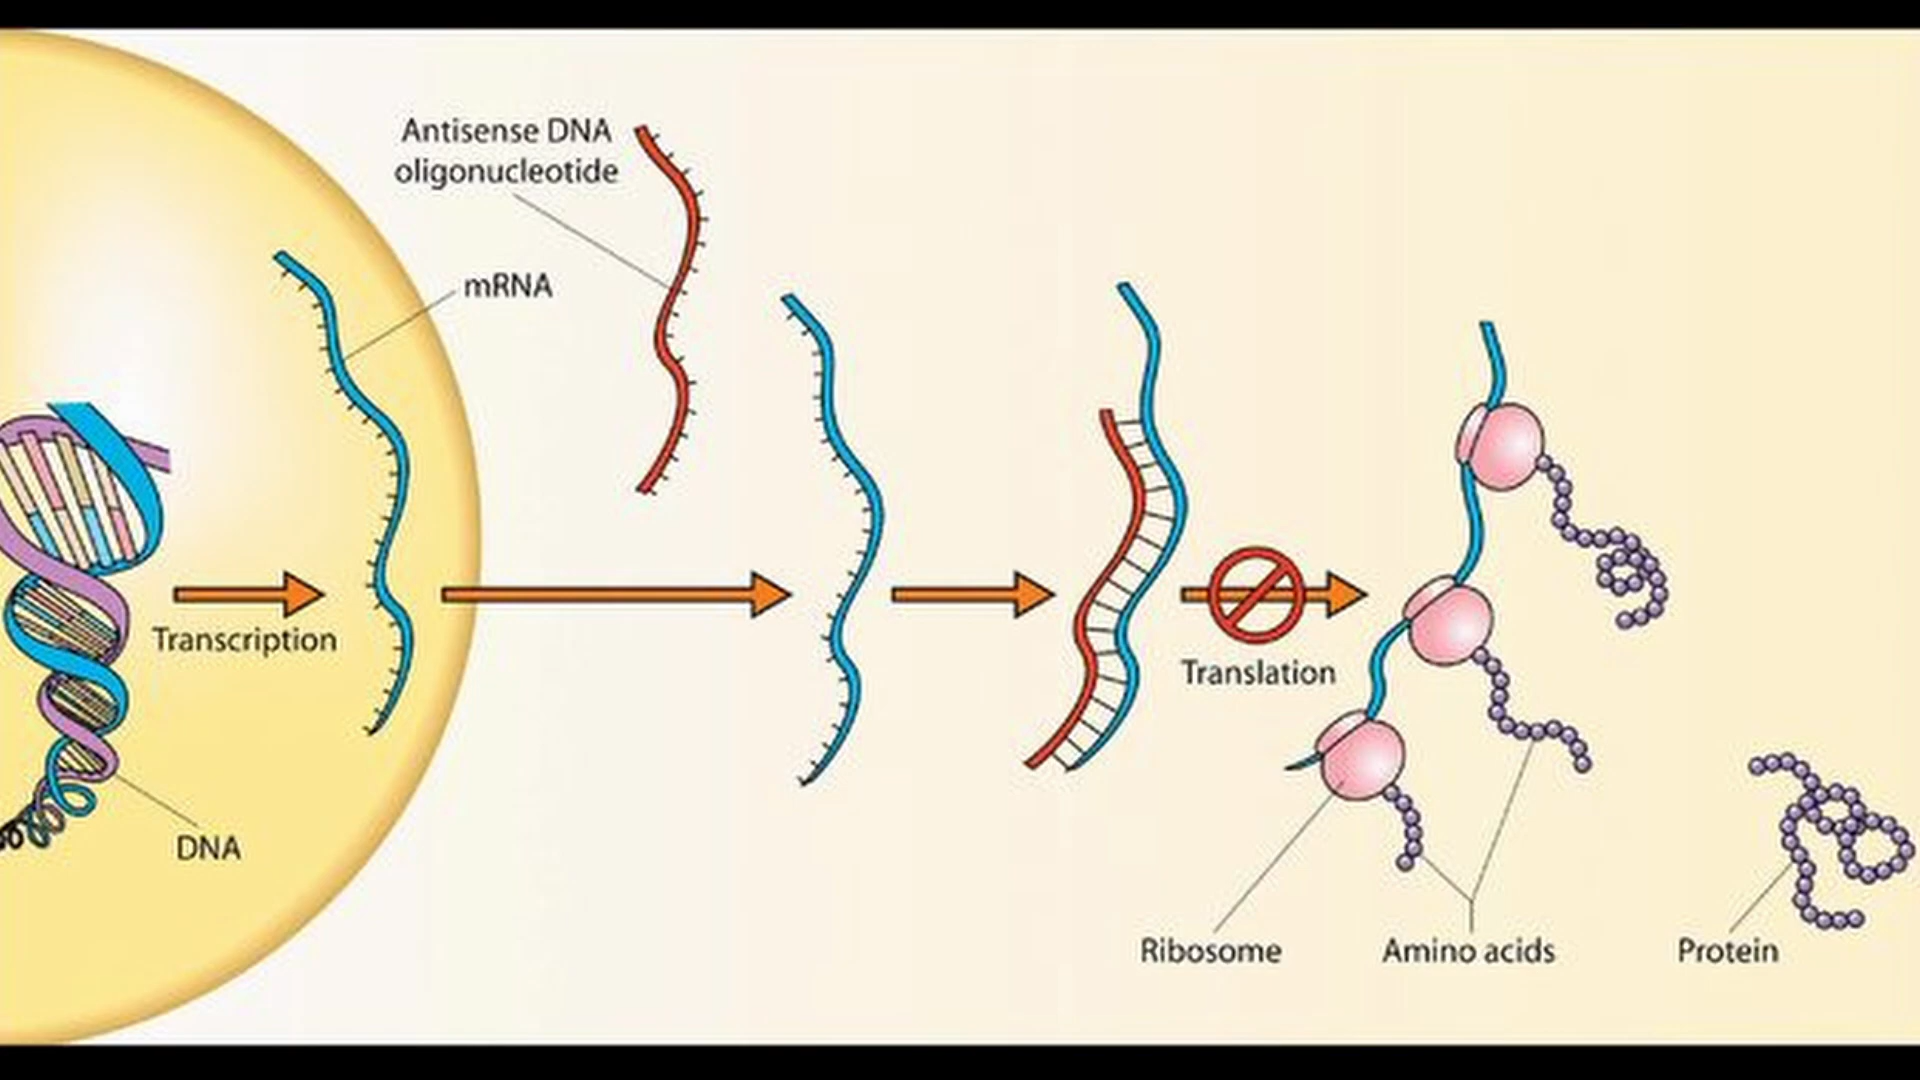 Antisense DNA
oligonucleotide
mRNA
Transcription
Translation
DNA
Ribosome
Amino acids
Protein